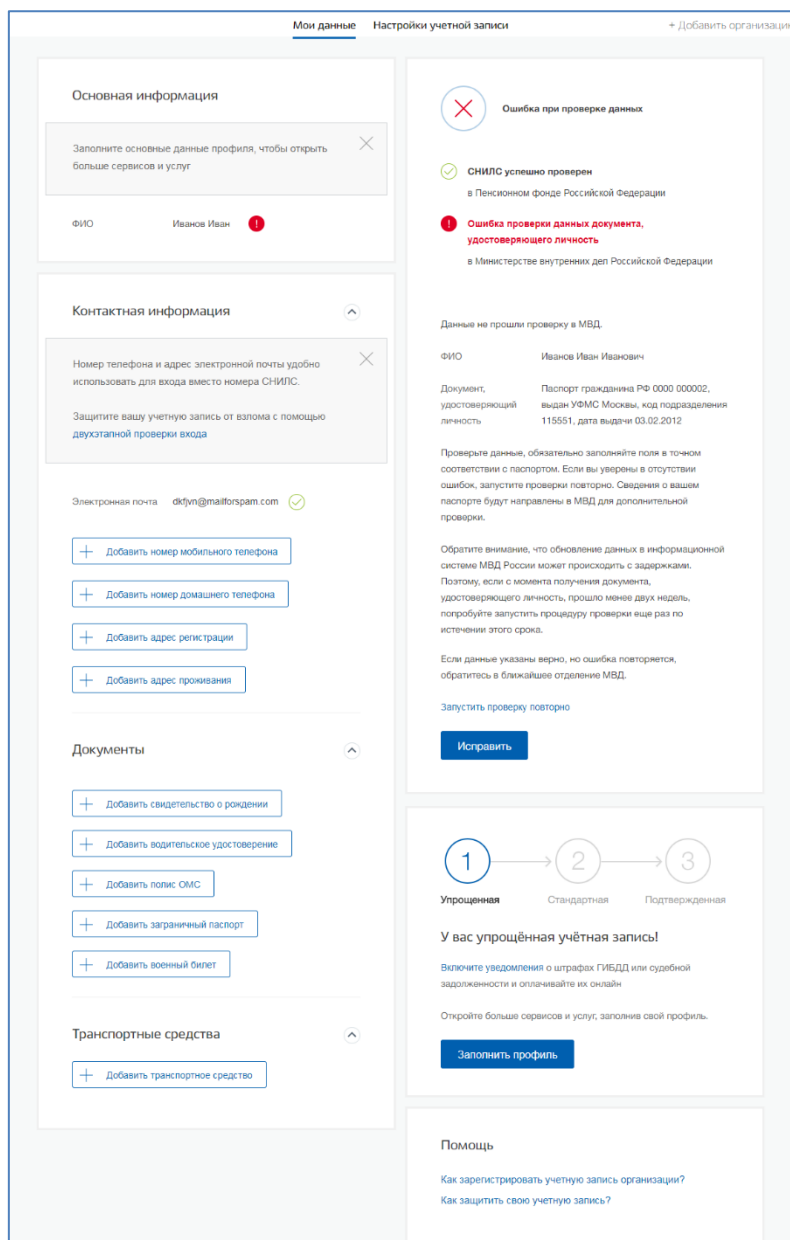 Мои данные Настройки учетной записи + Добавить организацию
Основная информация
Заполните основные данные профиля, чтобы открыть
больше сервисов и услуг
ФИО Иванов Иван
Контактная информация
Номер телефона и адрес электронной почты удобно
использовать для входа вместо номера СНИЛС.
Защитите вашу учетную запись от взлома с помощью
двухэтапной проверки входа
Электронная почта dkfjvn@mailforspam.com
Добавить номер мобильного телефона
Добавить номер домашнего телефона
Добавить адрес регистрации
Добавить адрес проживания
Документы
Добавить свидетельство о рождении
Добавить водительское удостоверение
Добавить полис ОМС
Добавить заграничный паспорт
Добавить военный билет
Транспортные средства
Добавить транспортное средство
Ошибка при проверке данных
СНИЛС успешно проверен
в Пенсионном фонде Российской Федерации
Ошибка проверки данных документа,
удостоверяющего личность
в Министерстве внутренних дел Российской Федерации
Данные не прошли проверку в МВД.
ФИО Иванов Иван Иванович
Документ, Паспорт гражданина РФ 0000 000002,
удостоверяющий выдан УФМС Москвы, код подразделения
личность 115551, дата выдачи 03.02.2012
Проверьте данные, обязательно заполняйте поля в точном
соответствии с паспортом. Если вы уверены в отсутствии
ошибок, запустите проверки повторно. Сведения о вашем
паспорте будут направлены в МВД для дополнительной
проверки.
Обратите внимание, что обновление данных в информационной
системе МВД России может происходить с задержками.
Поэтому, если с момента получения документа,
удостоверяющего личность, прошло менее двух недель,
попробуйте запустить процедуру проверки еще раз по
истечении этого срока.
Если данные указаны верно, но ошибка повторяется,
обратитесь в ближайшее отделение МВД.
Запустить проверку повторно
Исправить
1 2 3
Упрощенная Стандартная Подтвержденная
У вас упрощённая учётная запись!
Включите уведомления о штрафах ГИБДД или судебной
задолженности и оплачивайте их онлайн
Откройте больше сервисов и услуг, заполнив свой профиль.
Заполнить профиль
Помощь
Как зарегистрировать учетную запись организации?
Как защитить свою учетную запись?